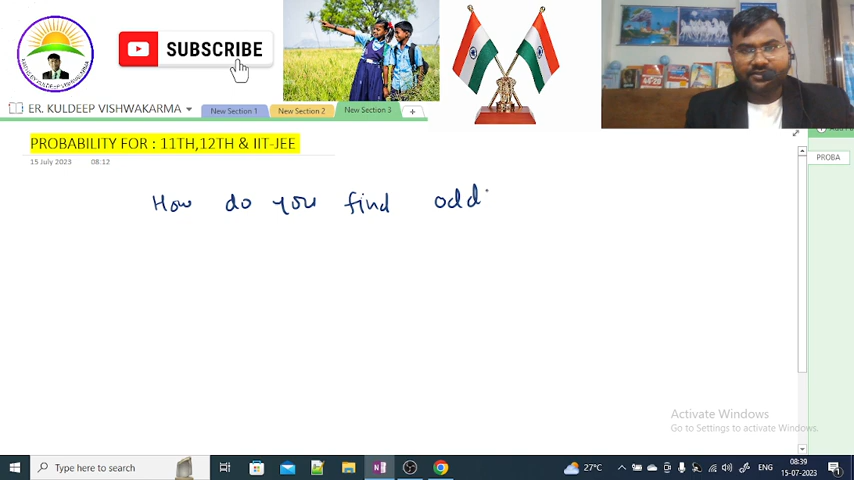 SUBSCRIBE
ER. KULDEEP VISHWAKARMA
New Section 1
New Section 2
New Section 3
+
PROBABILITY FOR : 11TH,12TH & IIT-JEE
PROBA
15 July 2023 08:12
How do you find odd
Activate Windows
Go to Settings to activate Windows.
Type here to search
27°C
ENG
08:39
15-07-2023